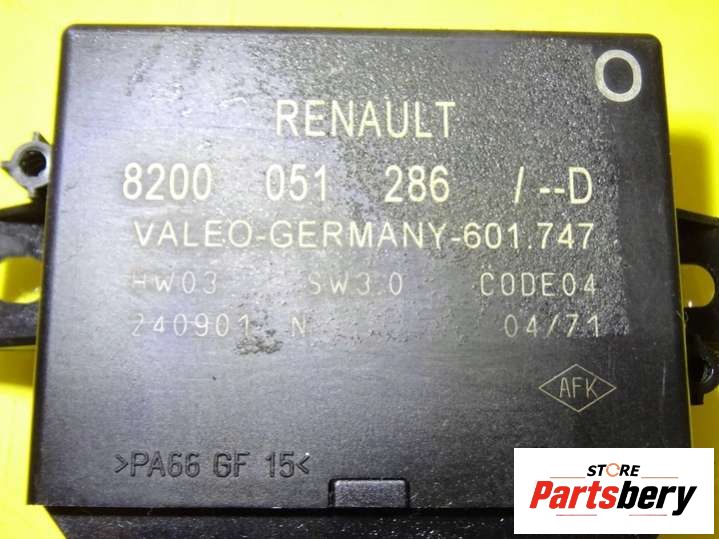 O
RENAULT
8200 051 286 /--D
VALEO-GERMANY-601.747
HW03 SW3.0 CODE04
240901 N 04/71
AFK
>PA66 GF 15<
STORE
Partsbery